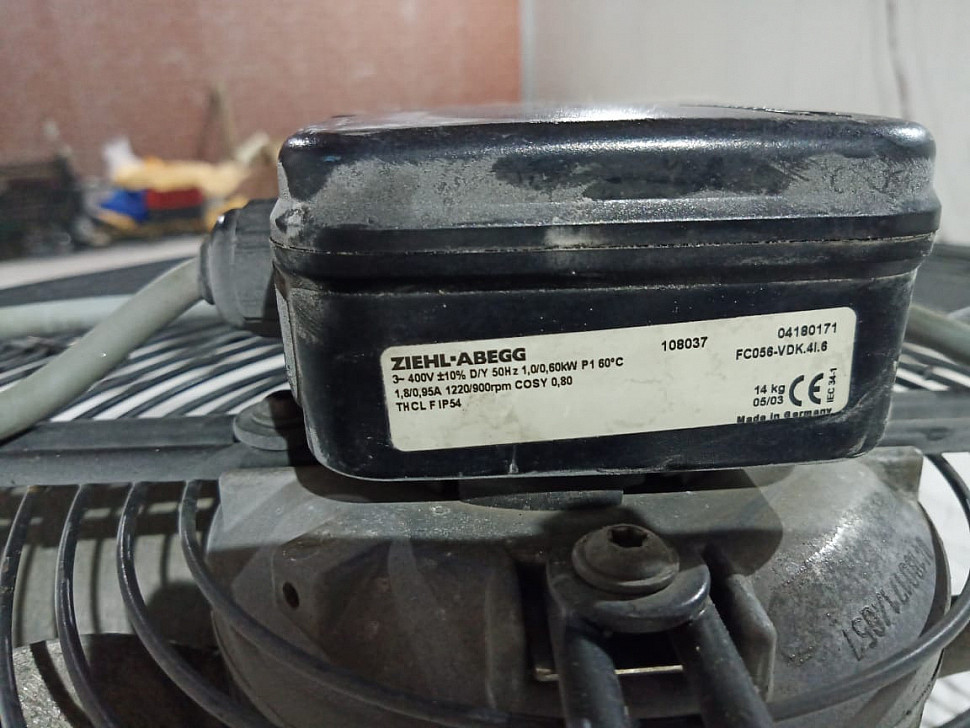 ZIEHL-ABEGG 108037 04180171
3~ 400V ±10% D/Y 50Hz 1,0/0,60kW P1 60°C FC056-VDK.4I.6
1,8/0,95A 1220/900rpm COSY 0,80
THCL F IP54
14 kg
05/03 CE IEC 34-1
Made in Germany